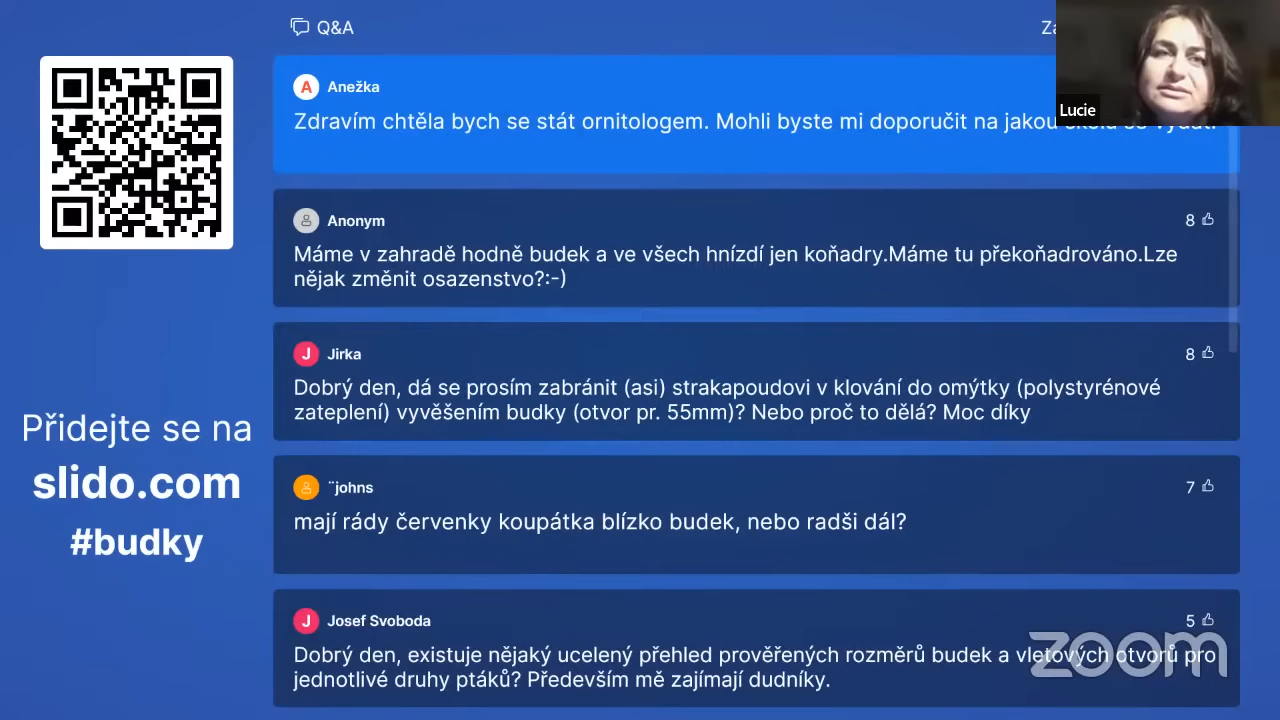 Q&A
Anežka
Zdravím chtěla bych se stát ornitologem. Mohli byste mi doporučit na jakou
Lucie
Anonym
8
Máme v zahradě hodně budek a ve všech hnízdí jen koňadry.Máme tu překoňadrováno.Lze
nějak změnit osazenstvo?:-)
Jirka
8
Dobrý den, dá se prosím zabránit (asi) strakapoudovi v klování do omýtky (polystyrénové
zateplení) vyvěšením budky (otvor pr. 55mm)? Nebo proč to dělá? Moc díky
¨johns
7
mají rády červenky koupátka blízko budek, nebo radši dál?
Josef Svoboda
5
Dobrý den, existuje nějaký ucelený přehled prověřených rozměrů budek a vletových otvorů pro
jednotlivé druhy ptáků? Především mě zajímají dudníky.
Přidejte se na
slido.com
#budky
zoom